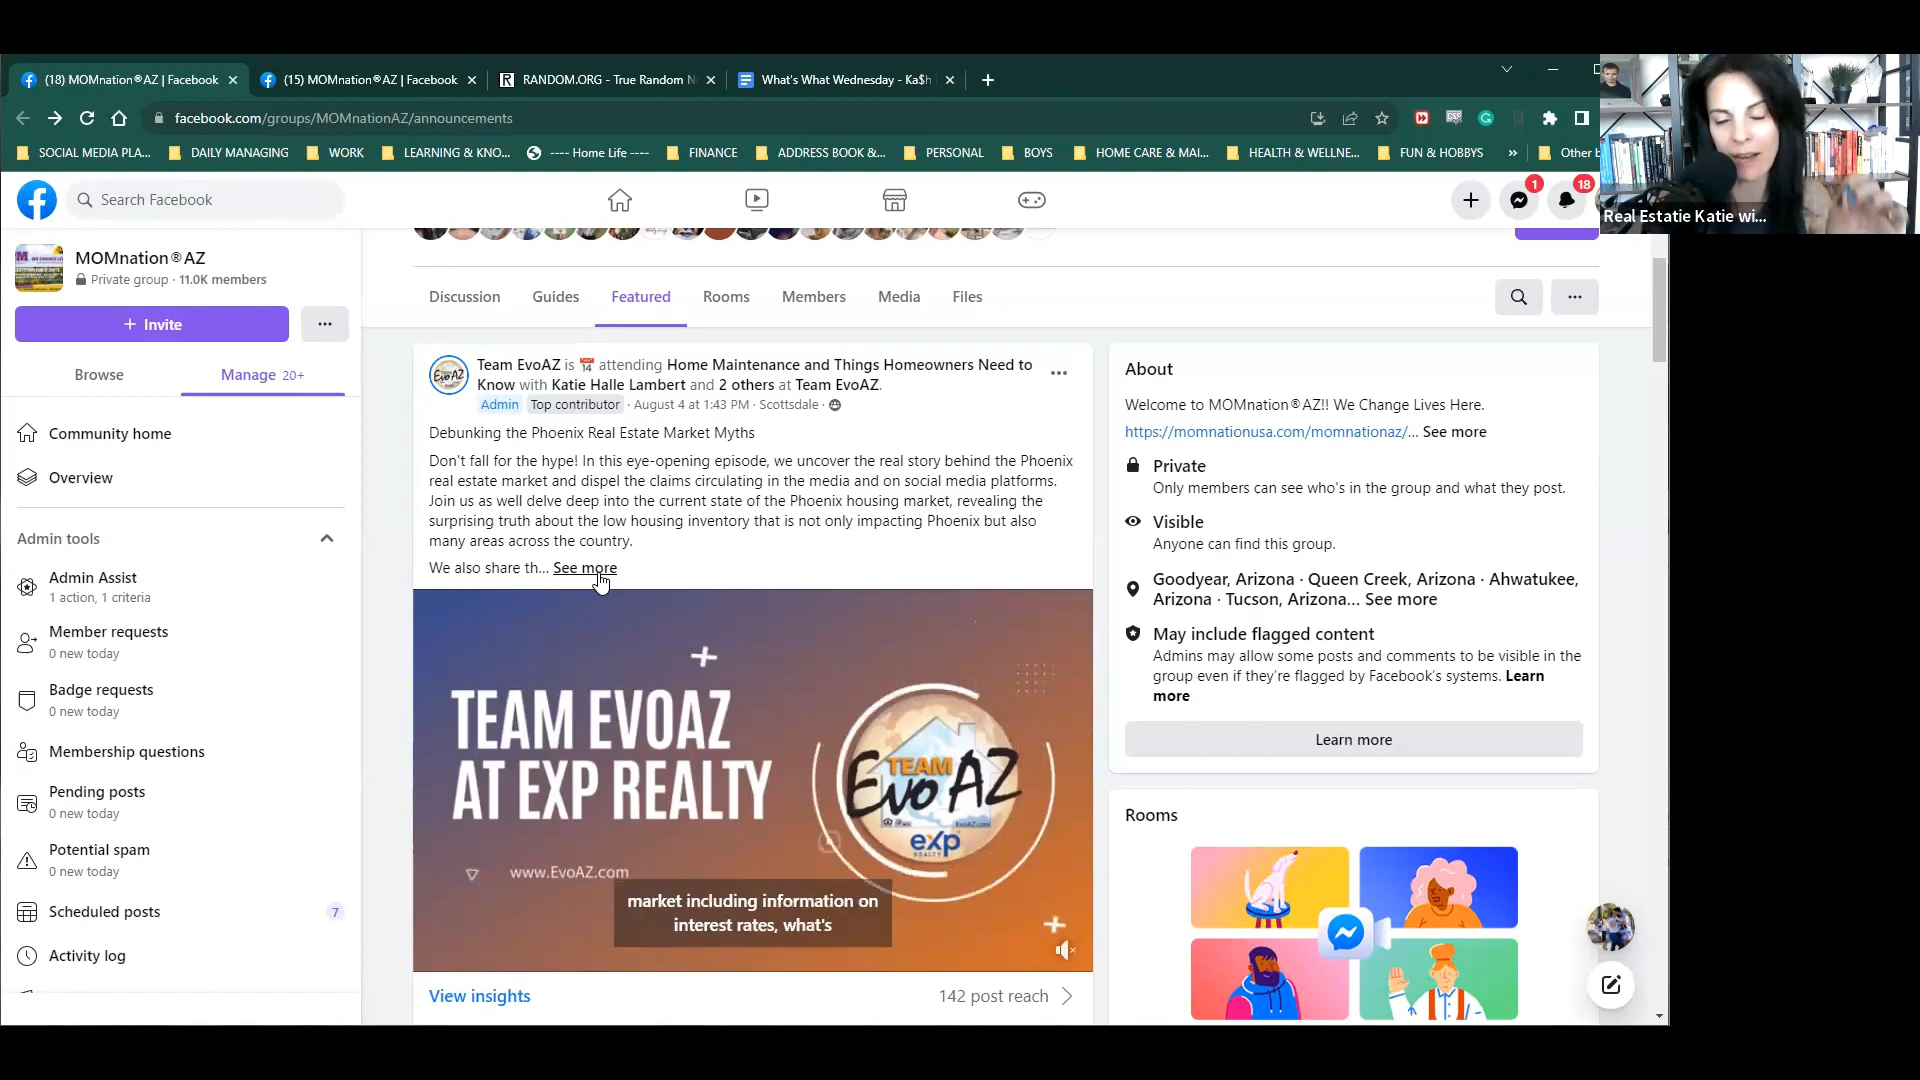 (18) MOMnation®AZ | Facebook
(15) MOMnation®AZ | Facebook
RANDOM.ORG - True Random N
What's What Wednesday - Ka$h
facebook.com/groups/MOMnationAZ/announcements
SOCIAL MEDIA PLA...
DAILY MANAGING
WORK
LEARNING & KNO...
---- Home Life ----
FINANCE
ADDRESS BOOK &...
PERSONAL
BOYS
HOME CARE & MAI...
HEALTH & WELLNE...
FUN & HOBBYS
»
Other b
Real Estatie Katie wi...
Search Facebook
1
18
MOMnation®AZ
Private group · 11.0K members
+ Invite
Browse
Manage 20+
Community home
Overview
Admin tools
Admin Assist
1 action, 1 criteria
Member requests
0 new today
Badge requests
0 new today
Membership questions
Pending posts
0 new today
Potential spam
0 new today
Scheduled posts
7
Activity log
Discussion
Guides
Featured
Rooms
Members
Media
Files
Team EvoAZ is 📅 attending Home Maintenance and Things Homeowners Need to
Know with Katie Halle Lambert and 2 others at Team EvoAZ.
Admin Top contributor · August 4 at 1:43 PM · Scottsdale ·
Debunking the Phoenix Real Estate Market Myths
Don't fall for the hype! In this eye-opening episode, we uncover the real story behind the Phoenix
real estate market and dispel the claims circulating in the media and on social media platforms.
Join us as well delve deep into the current state of the Phoenix housing market, revealing the
surprising truth about the low housing inventory that is not only impacting Phoenix but also
many areas across the country.
We also share th... See more
TEAM EVOAZ
AT EXP REALTY
www.EvoAZ.com
TEAM
Evo AZ
EvoAZ.com
eXp
REALTY
market including information on
interest rates, what's
View insights
142 post reach
About
Welcome to MOMnation®AZ!! We Change Lives Here.
https://momnationusa.com/momnationaz/... See more
Private
Only members can see who's in the group and what they post.
Visible
Anyone can find this group.
Goodyear, Arizona · Queen Creek, Arizona · Ahwatukee,
Arizona · Tucson, Arizona... See more
May include flagged content
Admins may allow some posts and comments to be visible in the
group even if they're flagged by Facebook's systems. Learn
more
Learn more
Rooms